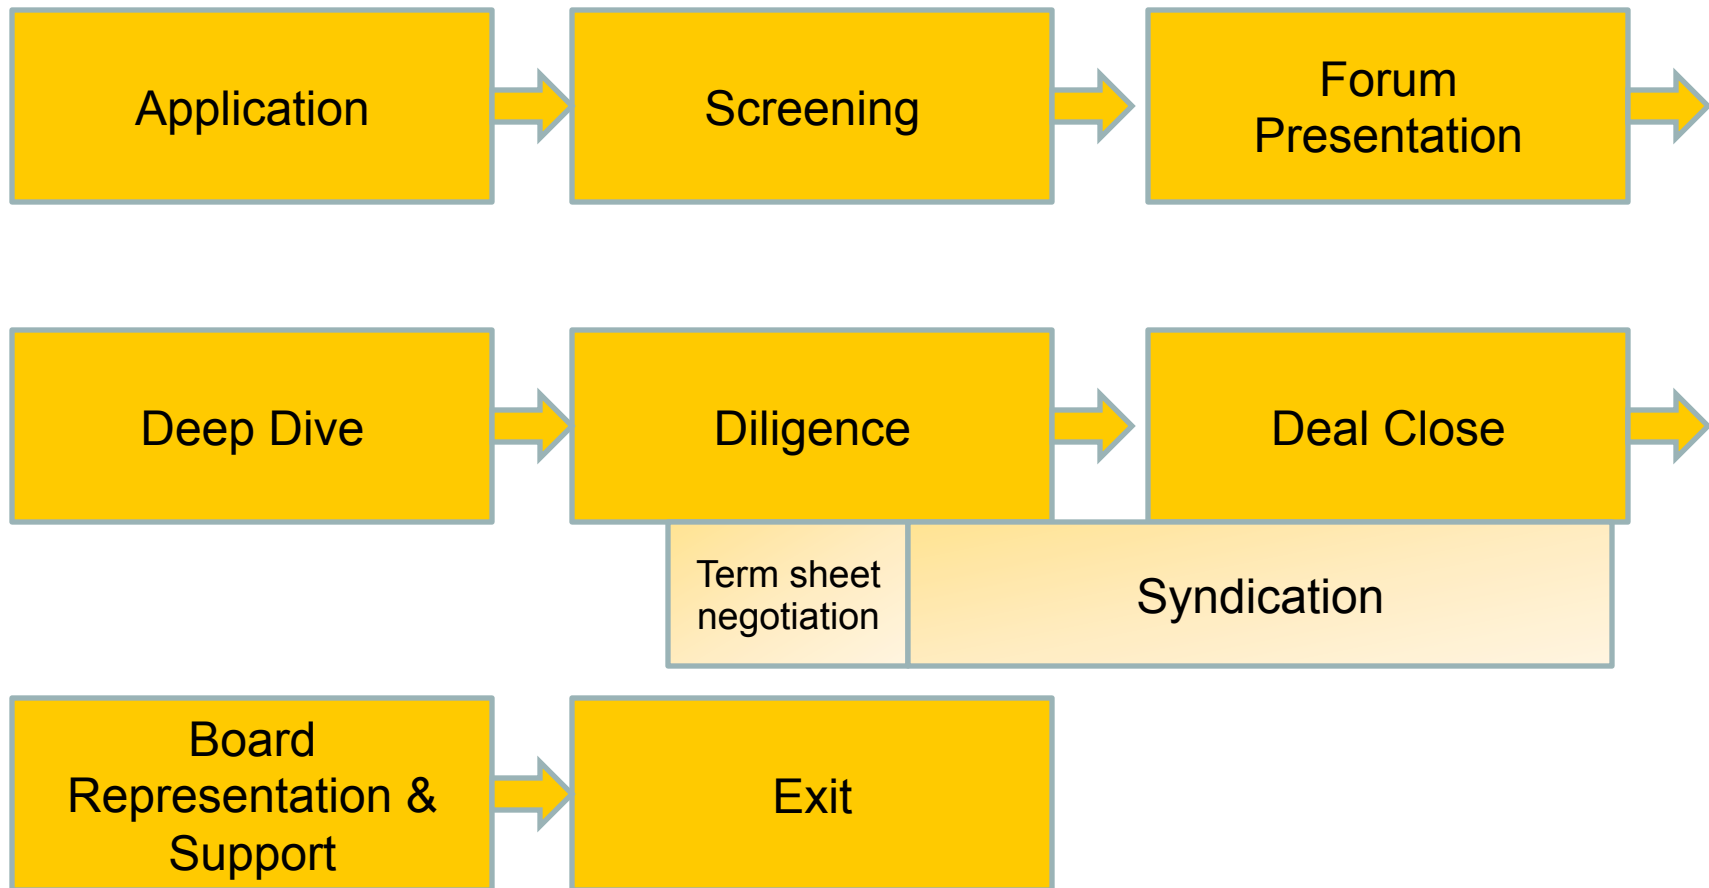 Application
Screening
Forum
Presentation
Deep Dive
Diligence
Deal Close
Term sheet
negotiation
Syndication
Board
Representation &
Support
Exit